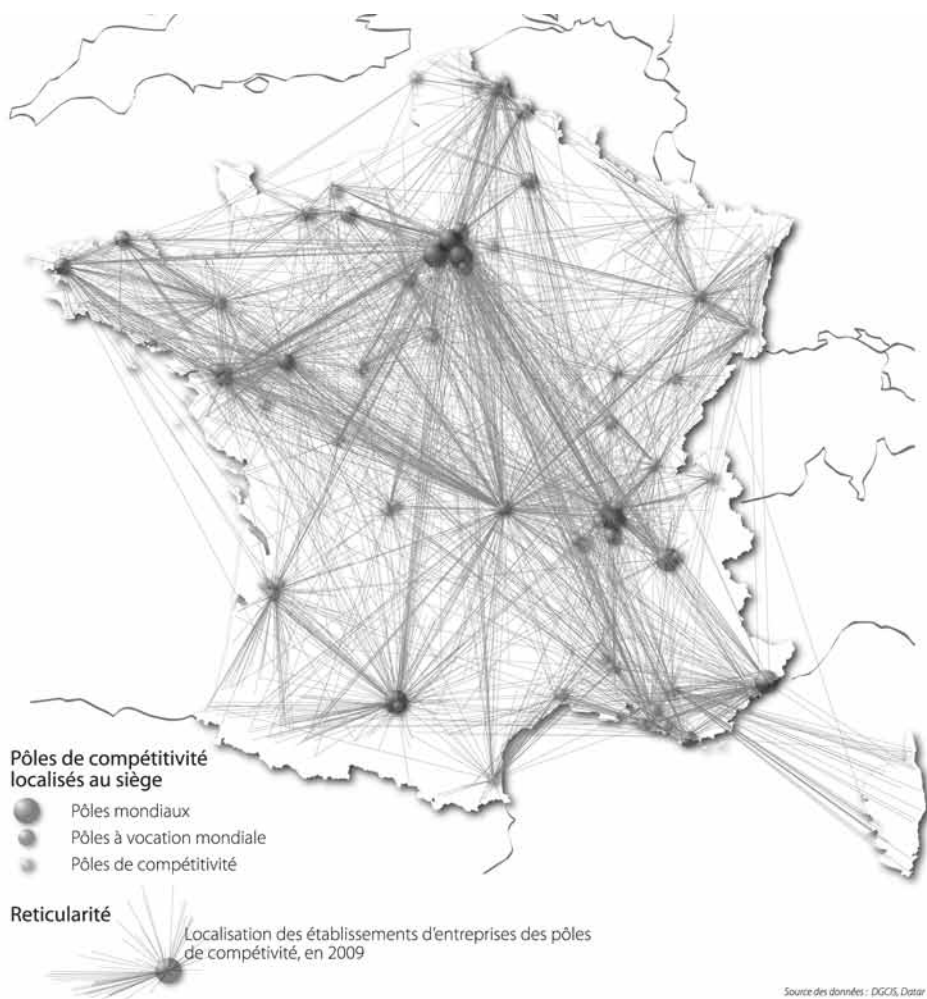 Pôles de compétitivité
localisés au siège
Pôles mondiaux
Pôles à vocation mondiale
Pôles de compétitivité
Reticularité
Localisation des établissements d'entreprises des pôles
de compétivité, en 2009
Source des données : DGCIS, Datar